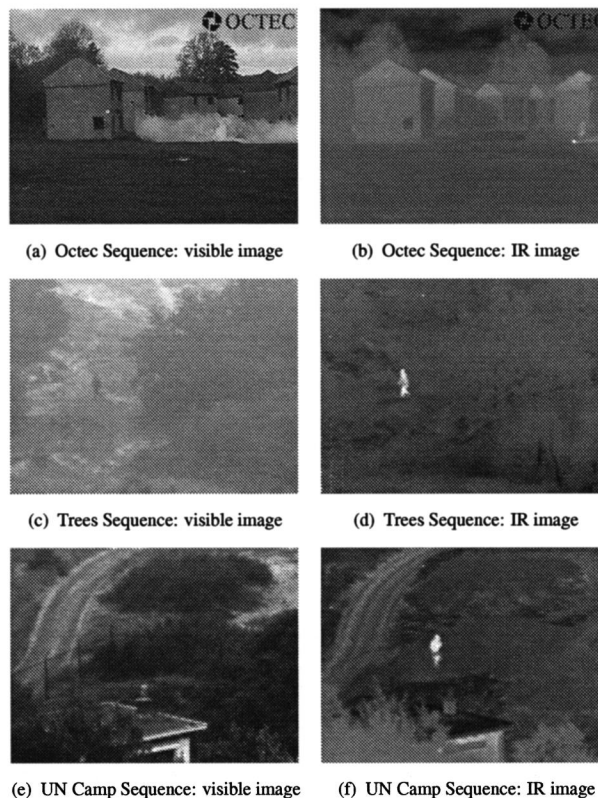 OCTEC
OCTEC
(a) Octec Sequence: visible image
(b) Octec Sequence: IR image
(c) Trees Sequence: visible image
(d) Trees Sequence: IR image
(e) UN Camp Sequence: visible image
(f) UN Camp Sequence: IR image